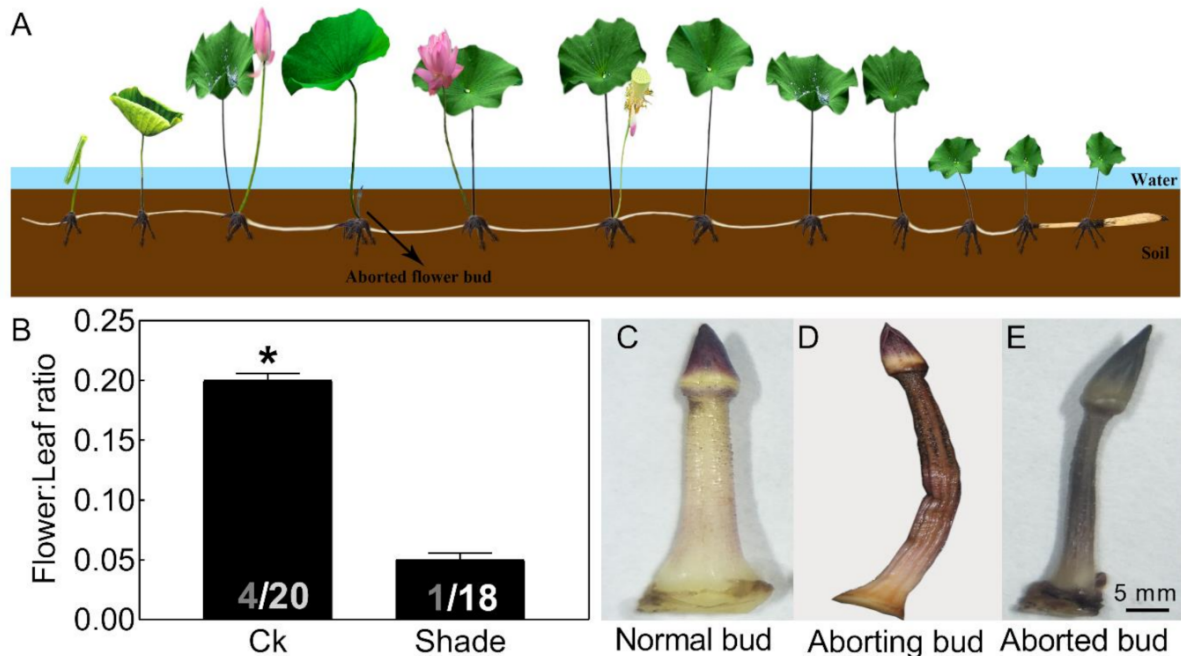 A
Water
Aborted flower bud
Soil
B
Flower:Leaf ratio
0.25
0.20
0.15
0.10
0.05
0.00
*
4/20
1/18
Ck
Shade
C
Normal bud
D
Aborting bud
E
5 mm
Aborted bud